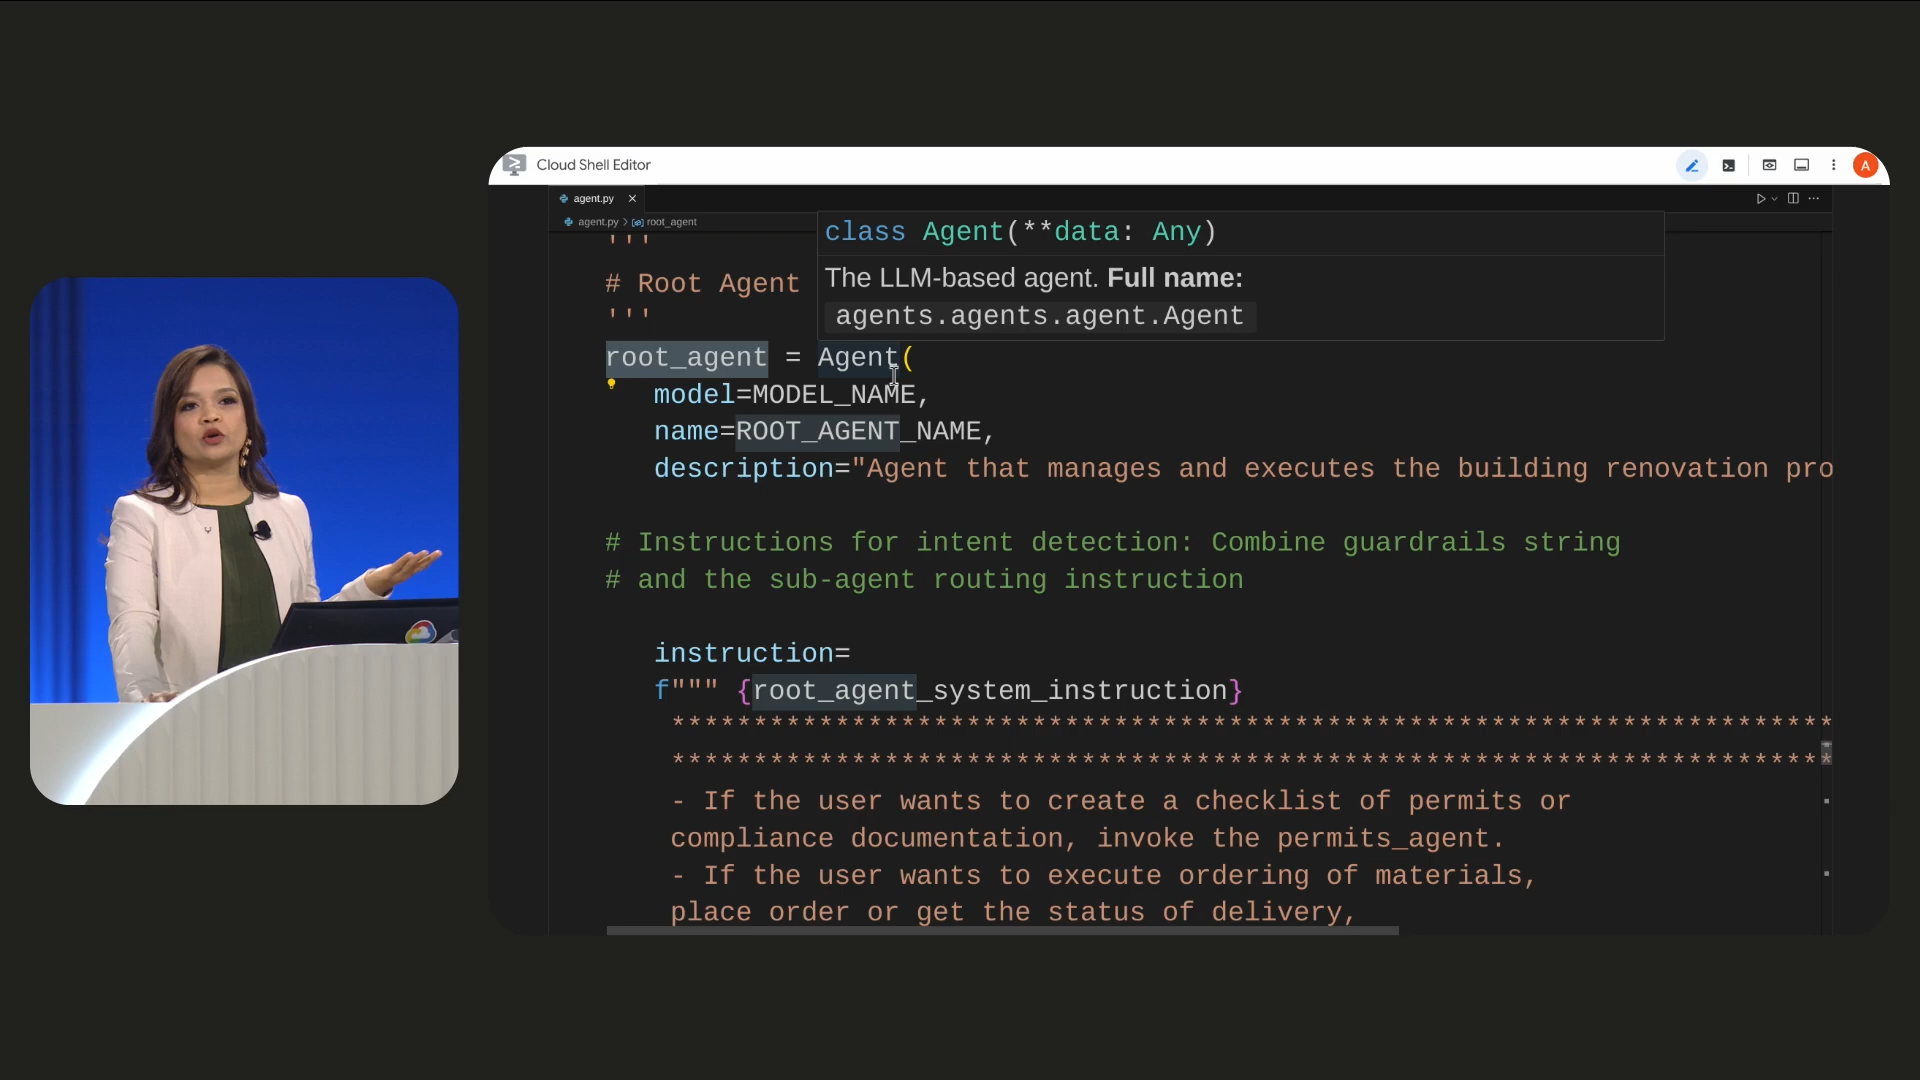 Cloud Shell Editor
A
agent.py
agent.py > root_agent
'''
class Agent(**data: Any)
The LLM-based agent. Full name:
agents.agents.agent.Agent
# Root Agent
'''
root_agent = Agent(
model=MODEL_NAME,
name=ROOT_AGENT_NAME,
description="Agent that manages and executes the building renovation pro
# Instructions for intent detection: Combine guardrails string
# and the sub-agent routing instruction
instruction=
f""" {root_agent_system_instruction}
***********************************************************************
***********************************************************************
- If the user wants to create a checklist of permits or
compliance documentation, invoke the permits_agent.
- If the user wants to execute ordering of materials,
place order or get the status of delivery,